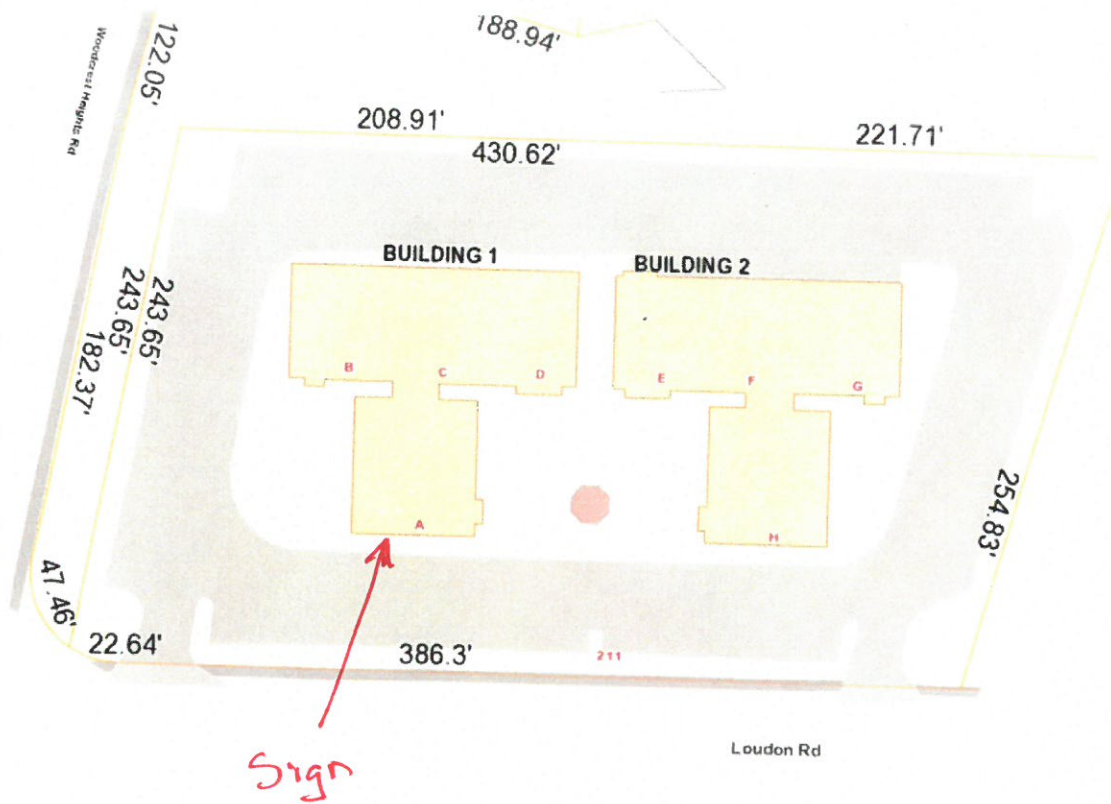 188.94'
122.05'
Woodcrest Heights Rd
208.91'
221.71'
430.62'
BUILDING 1
BUILDING 2
243.65'
243.65'
182.37'
B
C
D
E
F
G
254.83'
A
H
47.46'
22.64'
386.3'
211
Loudon Rd
Sign